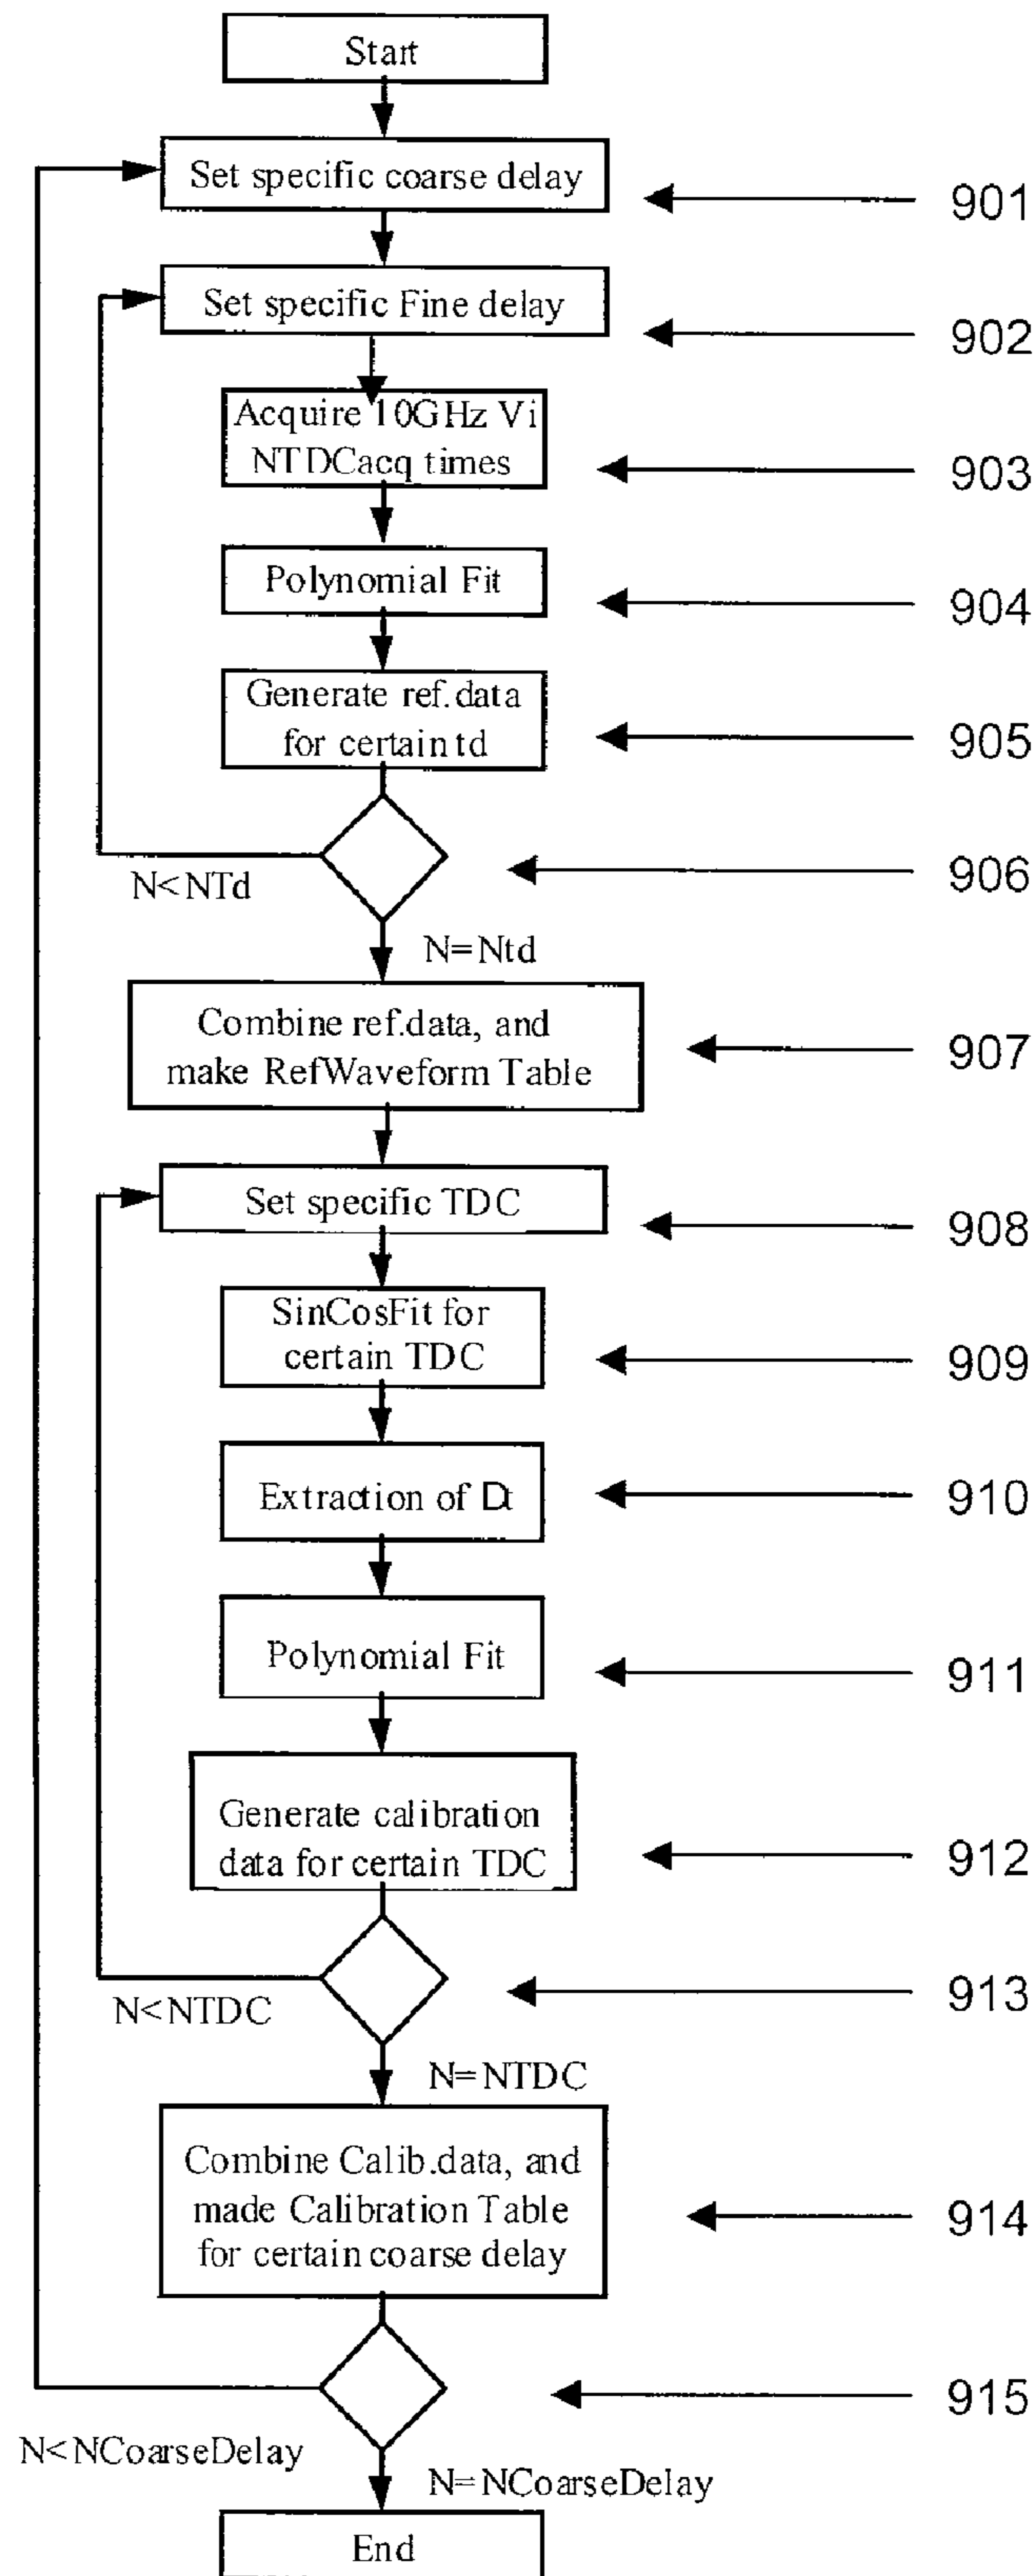 Start
Set specific coarse delay
901
Set specific Fine delay
902
Acquire 10GHz Vi
NTDCacq times
903
Polynomial Fit
904
Generate ref.data
for certain td
905
906
N<NTd
N=Ntd
Combine ref.data, and
make RefWaveform Table
907
Set specific TDC
908
SinCosFit for
certain TDC
909
Extraction of Dt
910
Polynomial Fit
911
Generate calibration
data for certain TDC
912
913
N<NTDC
N=NTDC
Combine Calib.data, and
made Calibration Table
for certain coarse delay
914
915
N<NCoarseDelay
N=NCoarseDelay
End